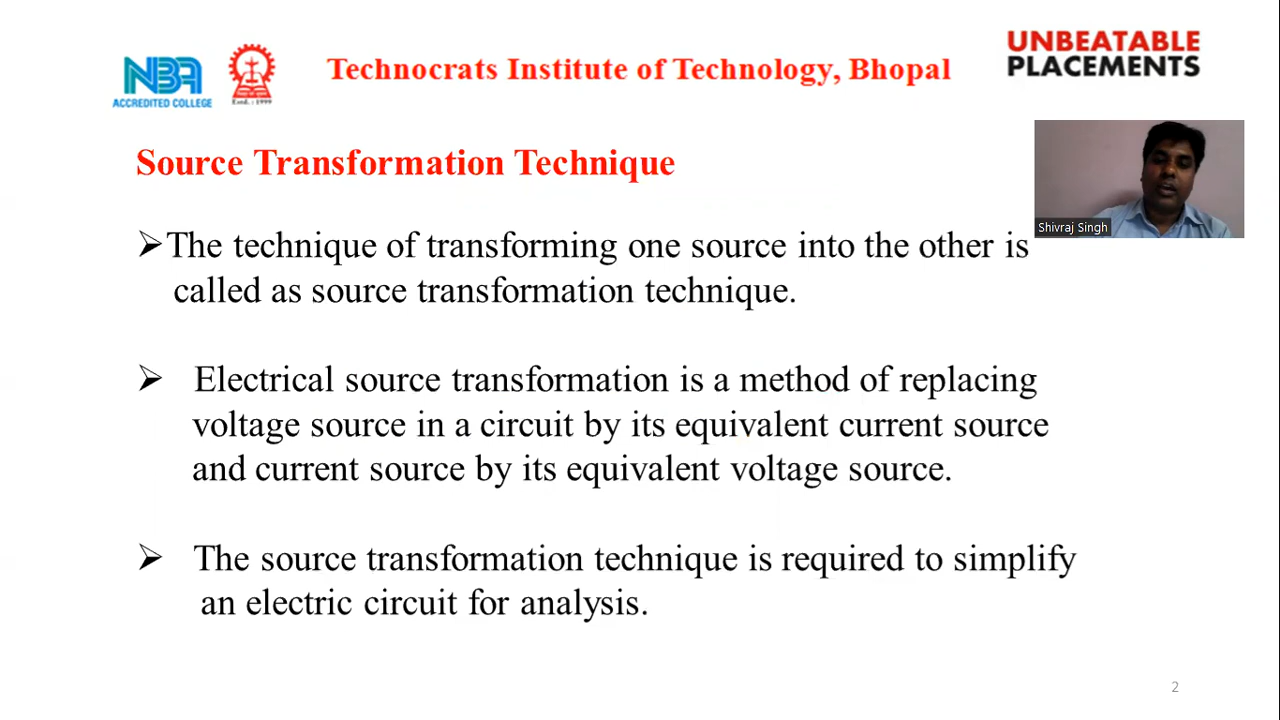 NBA
ACCREDITED COLLEGE
Estd. : 1999
Technocrats Institute of Technology, Bhopal
UNBEATABLE
PLACEMENTS
Source Transformation Technique
Shivraj Singh
➢The technique of transforming one source into the other is
called as source transformation technique.
➢ Electrical source transformation is a method of replacing
voltage source in a circuit by its equivalent current source
and current source by its equivalent voltage source.
➢ The source transformation technique is required to simplify
an electric circuit for analysis.
2